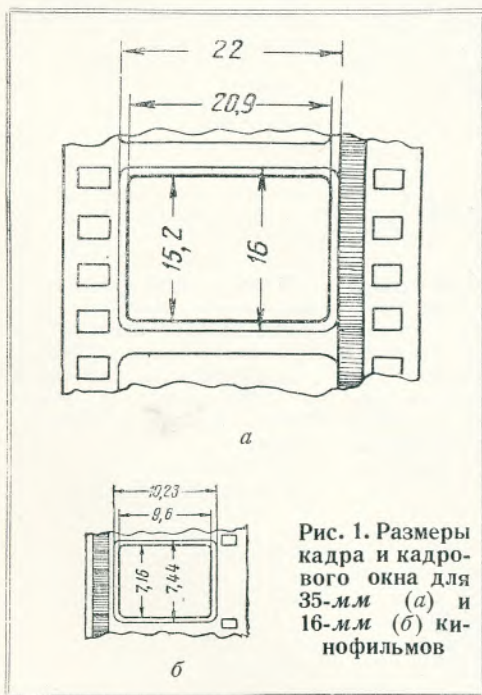 22
20,9
15,2
16
а
10,23
9,6
7,16
7,44
б
Рис. 1. Размеры
кадра и кадро-
вого окна для
35-мм (а) и
16-мм (б) ки-
нофильмов